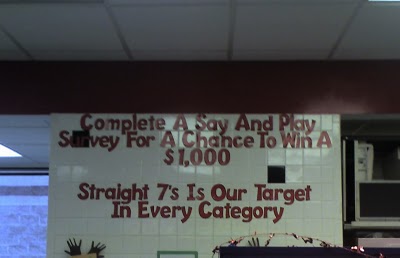 Complete A Say And Play
Survey For A Chance To Win A
$1,000
Straight 7's Is Our Target
In Every Category